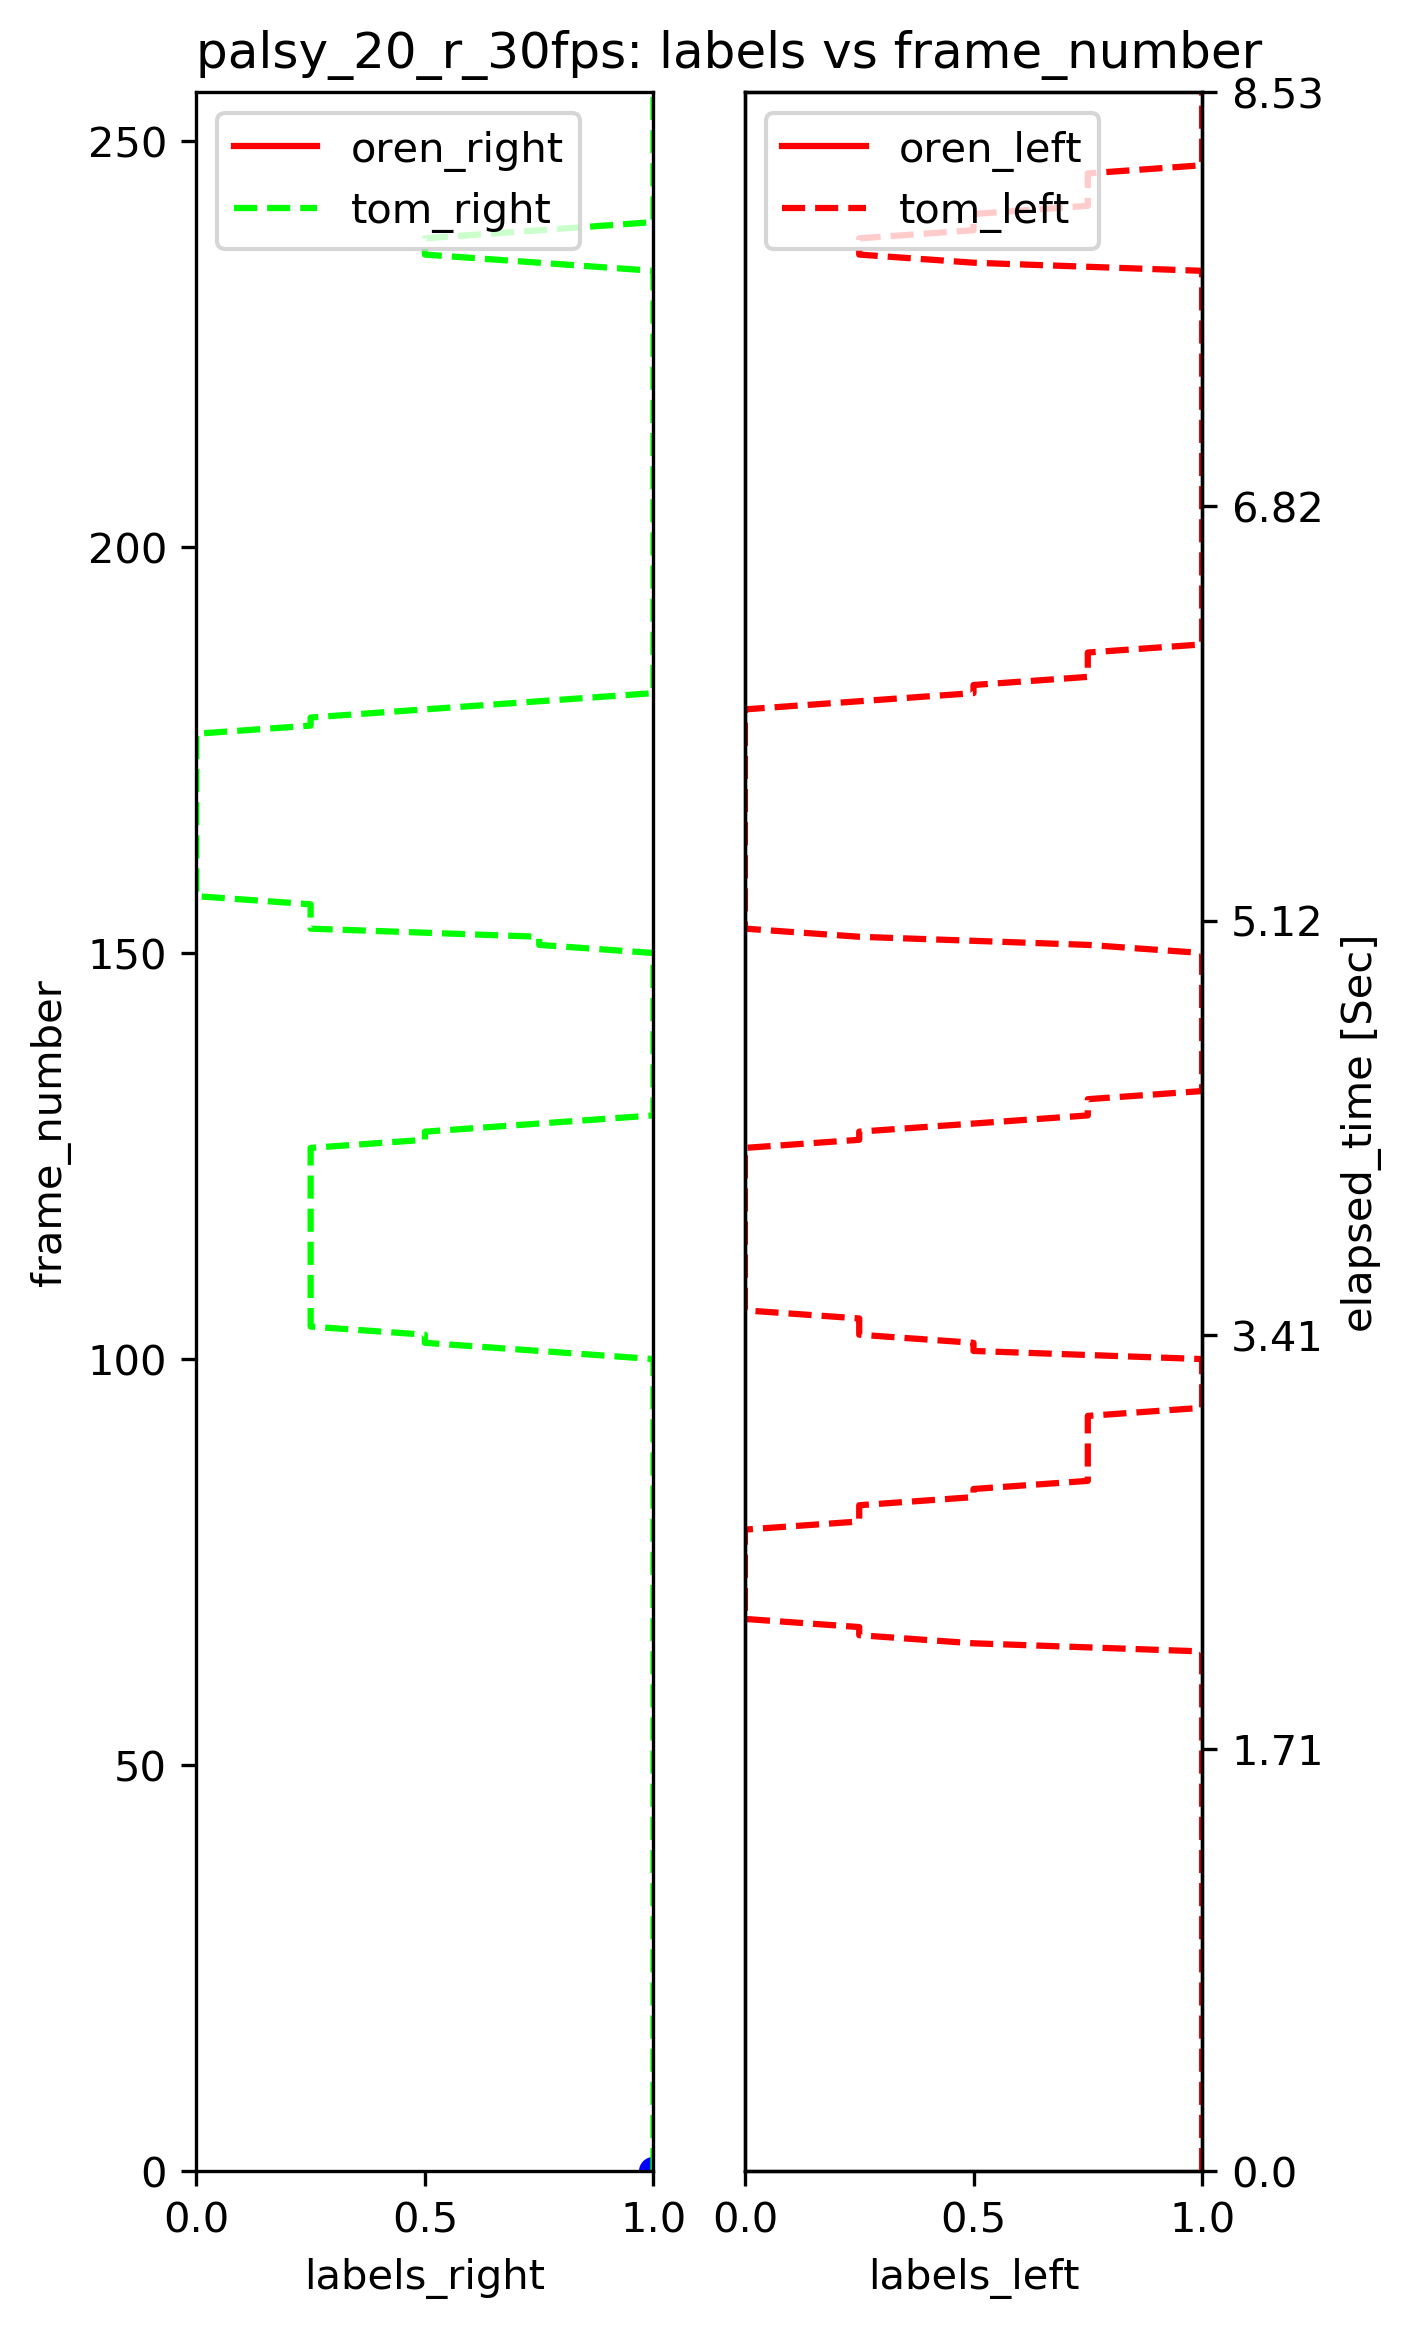 palsy_20_r_30fps: labels vs frame_number
oren_right
tom_right
oren_left
tom_left
250
200
150
100
50
0
frame_number
0.0
0.5
1.0
labels_right
0.0
0.5
1.0
labels_left
8.53
6.82
5.12
3.41
1.71
0.0
elapsed_time [Sec]